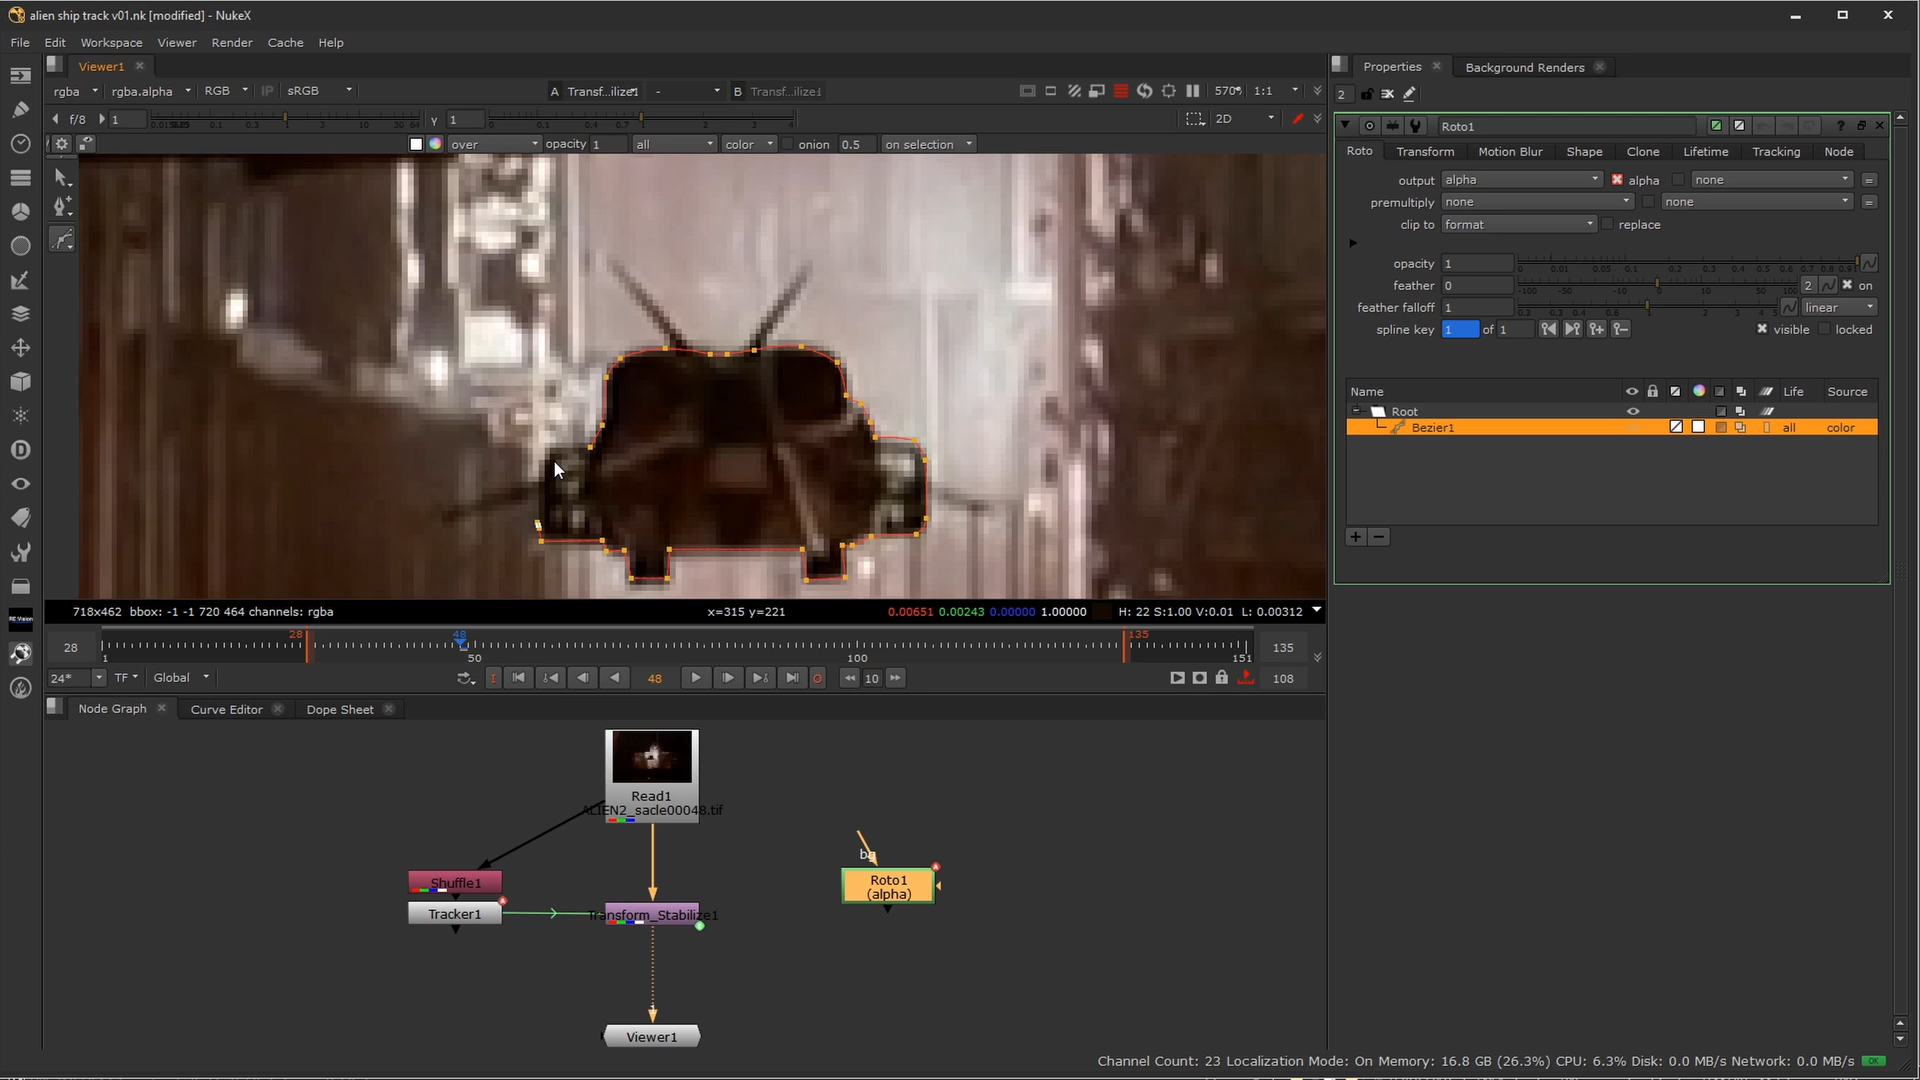 alien ship track v01.nk [modified] - NukeX
File Edit Workspace Viewer Render Cache Help
Viewer1
Properties Background Renders
rgba rgba.alpha RGB IP sRGB A Transf...ilize1 - B Transf...ilize1 570% 1:1
2
f/8 1 Y 1 2D
over opacity 1 all color onion 0.5 on selection
Roto1
Roto Transform Motion Blur Shape Clone Lifetime Tracking Node
output alpha alpha none =
premultiply none none =
clip to format replace
opacity 1
feather 0 2 on
feather falloff 1 linear
spline key 1 of 1 visible locked
Name Life Source
Root
Bezier1 all color
718x462 bbox: -1 -1 720 464 channels: rgba x=315 y=221 0.00651 0.00243 0.00000 1.00000 H: 22 S:1.00 V:0.01 L: 0.00312
28 28 48 135 135
1 50 100 151
24* TF Global I 48 O 10 108
Node Graph Curve Editor Dope Sheet
Read1
ALIEN2_sacle00048.tif
bg
Shuffle1
Roto1
(alpha)
Tracker1
Transform_Stabilize1
1
Viewer1
Channel Count: 23 Localization Mode: On Memory: 16.8 GB (26.3%) CPU: 6.3% Disk: 0.0 MB/s Network: 0.0 MB/s OK